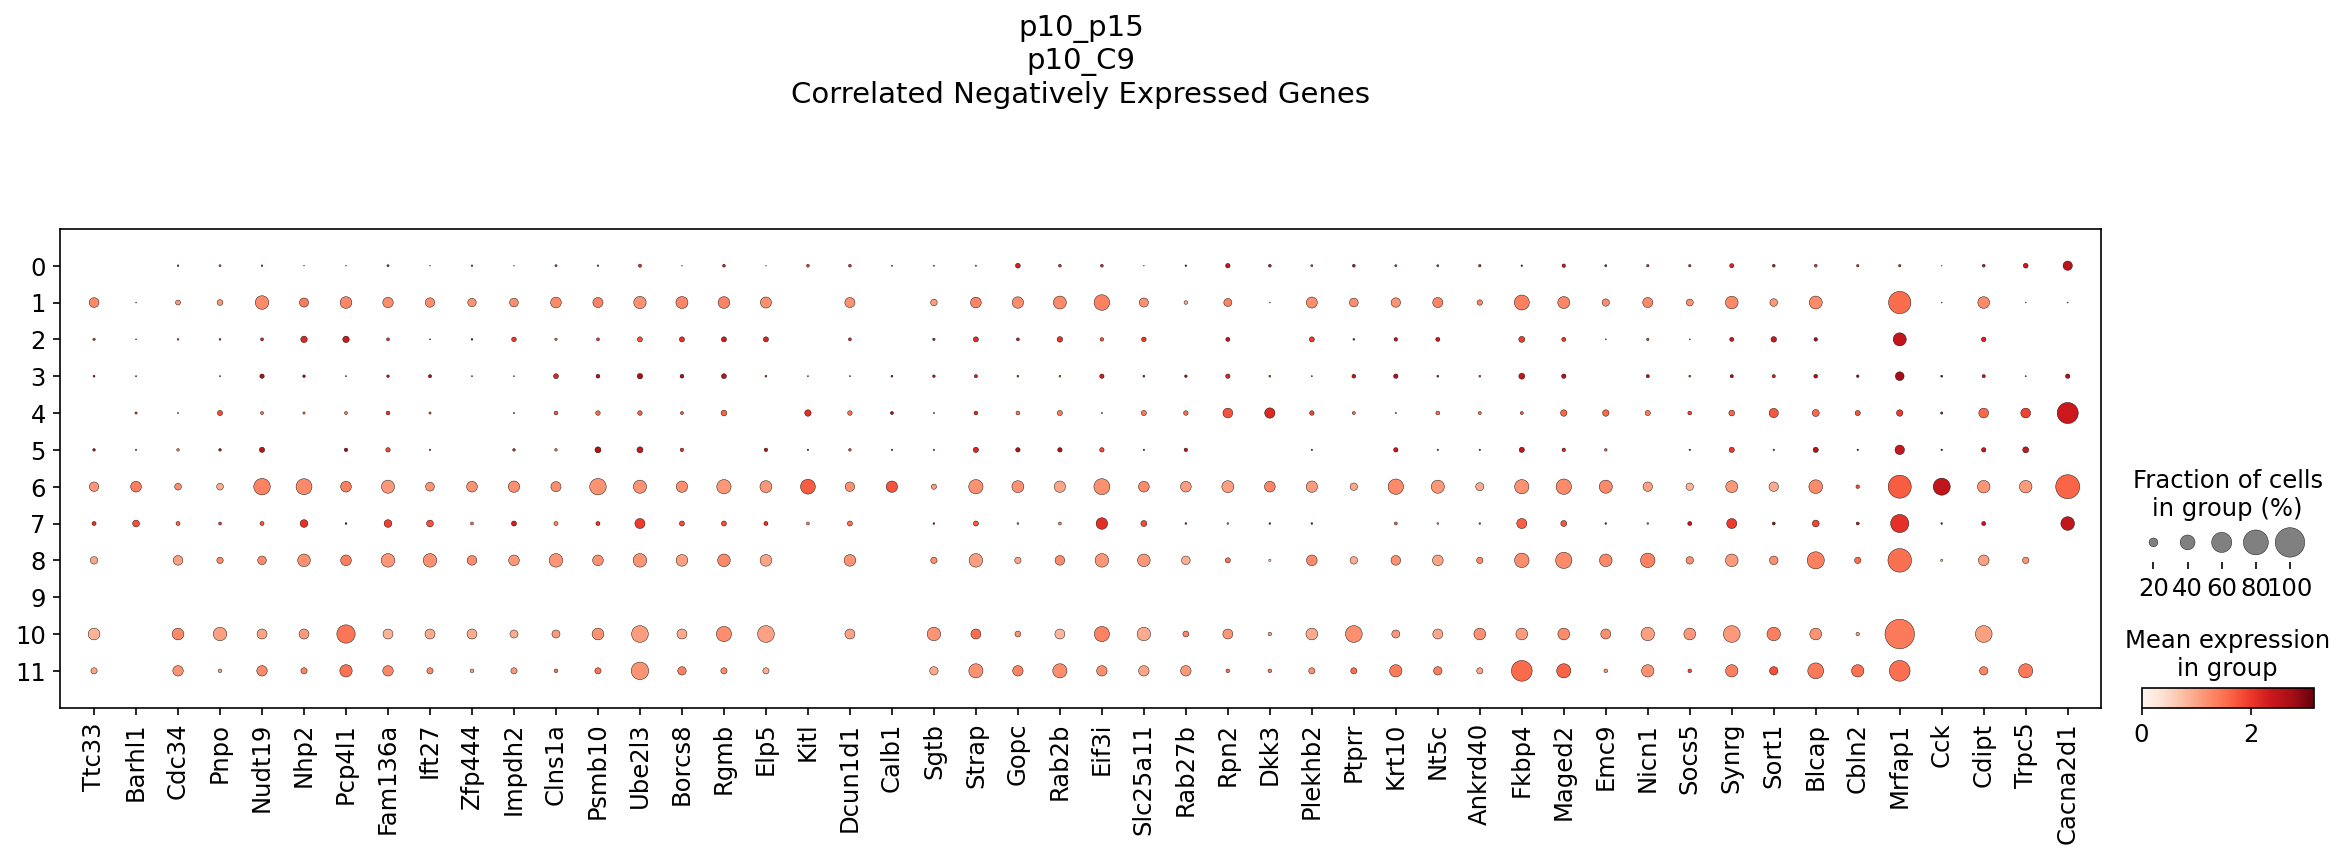 p10_p15
p10_C9
Correlated Negatively Expressed Genes
0
1
2
3
4
5
6
7
8
9
10
11
Ttc33
Barhl1
Cdc34
Pnpo
Nudt19
Nhp2
Pcp4l1
Fam136a
Ift27
Zfp444
Impdh2
Clns1a
Psmb10
Ube2l3
Borcs8
Rgmb
Elp5
Kitl
Dcun1d1
Calb1
Sgtb
Strap
Gopc
Rab2b
Eif3i
Slc25a11
Rab27b
Rpn2
Dkk3
Plekhb2
Ptprr
Krt10
Nt5c
Ankrd40
Fkbp4
Maged2
Emc9
Nicn1
Socs5
Synrg
Sort1
Blcap
Cbln2
Mrfap1
Cck
Cdipt
Trpc5
Cacna2d1
Fraction of cells
in group (%)
20 40 60 80 100
Mean expression
in group
0 2